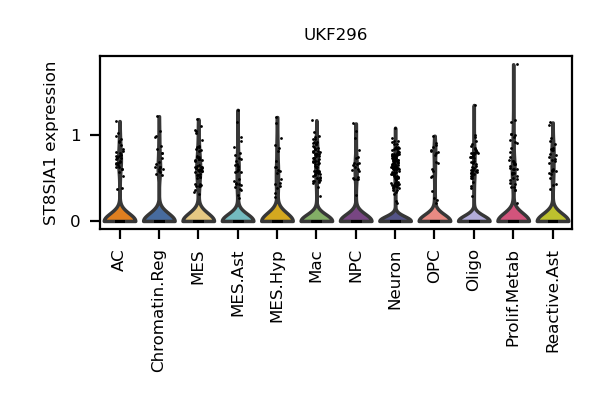 UKF296
ST8SIA1 expression
1
0
AC
Chromatin.Reg
MES
MES.Ast
MES.Hyp
Mac
NPC
Neuron
OPC
Oligo
Prolif.Metab
Reactive.Ast